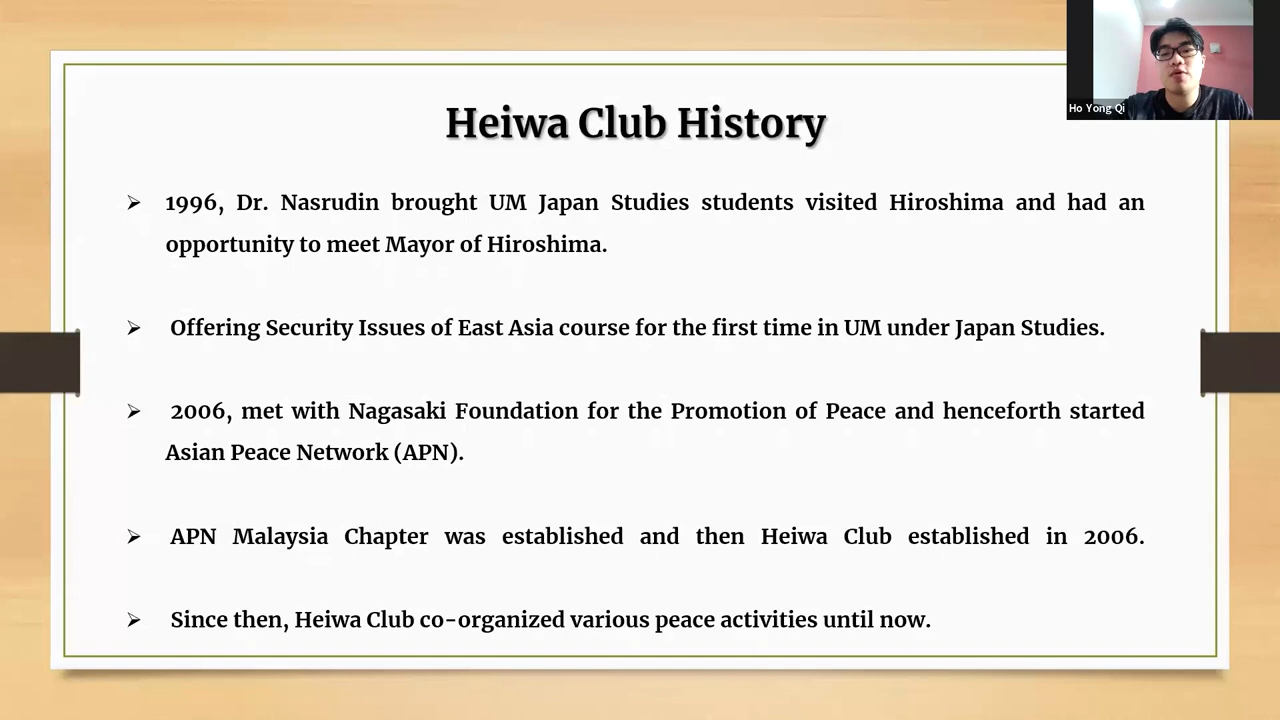 Ho Yong Qi
Heiwa Club History
➢ 1996, Dr. Nasrudin brought UM Japan Studies students visited Hiroshima and had an
opportunity to meet Mayor of Hiroshima.
➢ Offering Security Issues of East Asia course for the first time in UM under Japan Studies.
➢ 2006, met with Nagasaki Foundation for the Promotion of Peace and henceforth started
Asian Peace Network (APN).
➢ APN Malaysia Chapter was established and then Heiwa Club established in 2006.
➢ Since then, Heiwa Club co-organized various peace activities until now.